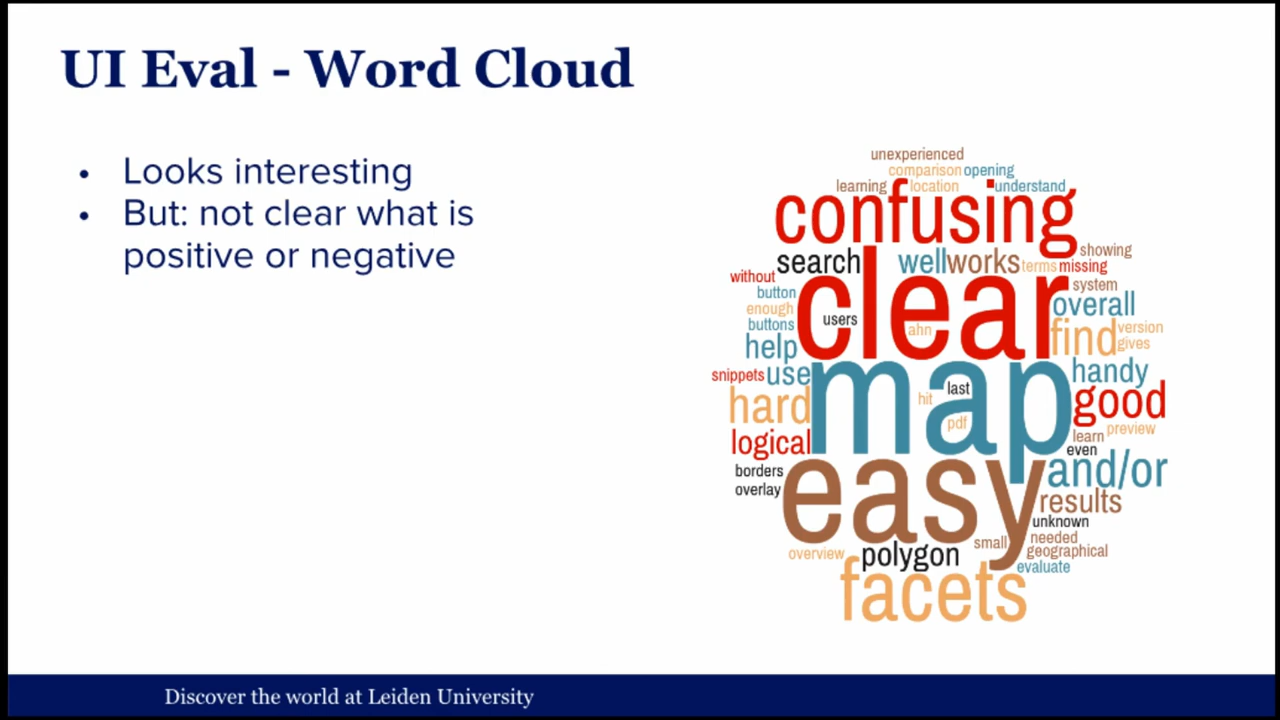 UI Eval - Word Cloud
• Looks interesting
• But: not clear what is
positive or negative
unexperienced
comparison opening
learning location understand
confusing
showing
search well works terms missing
without
system
button
clear
overall
enough
users
ahn
version
buttons
find
gives
help
handy
snippets use
map
last
hit
good
hard
pdf
preview
learn
logical
even
borders
and/or
overlay
easy
results
unknown
small
needed
overview
polygon
geographical
evaluate
facets
Discover the world at Leiden University